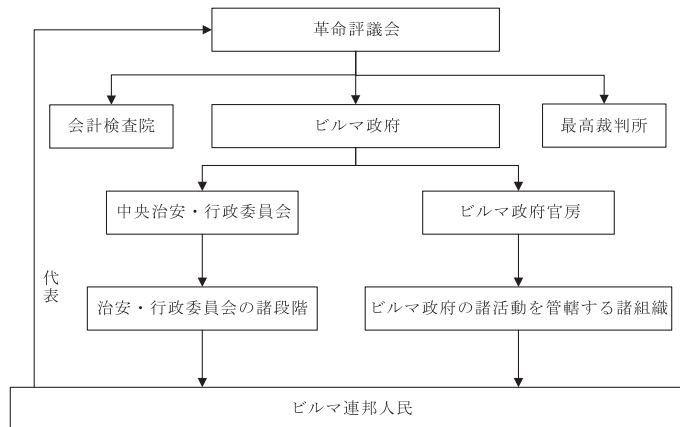 革命評議会
会計検査院
ビルマ政府
最高裁判所
中央治安・行政委員会
ビルマ政府官房
代表
治安・行政委員会の諸段階
ビルマ政府の諸活動を管轄する諸組織
ビルマ連邦人民